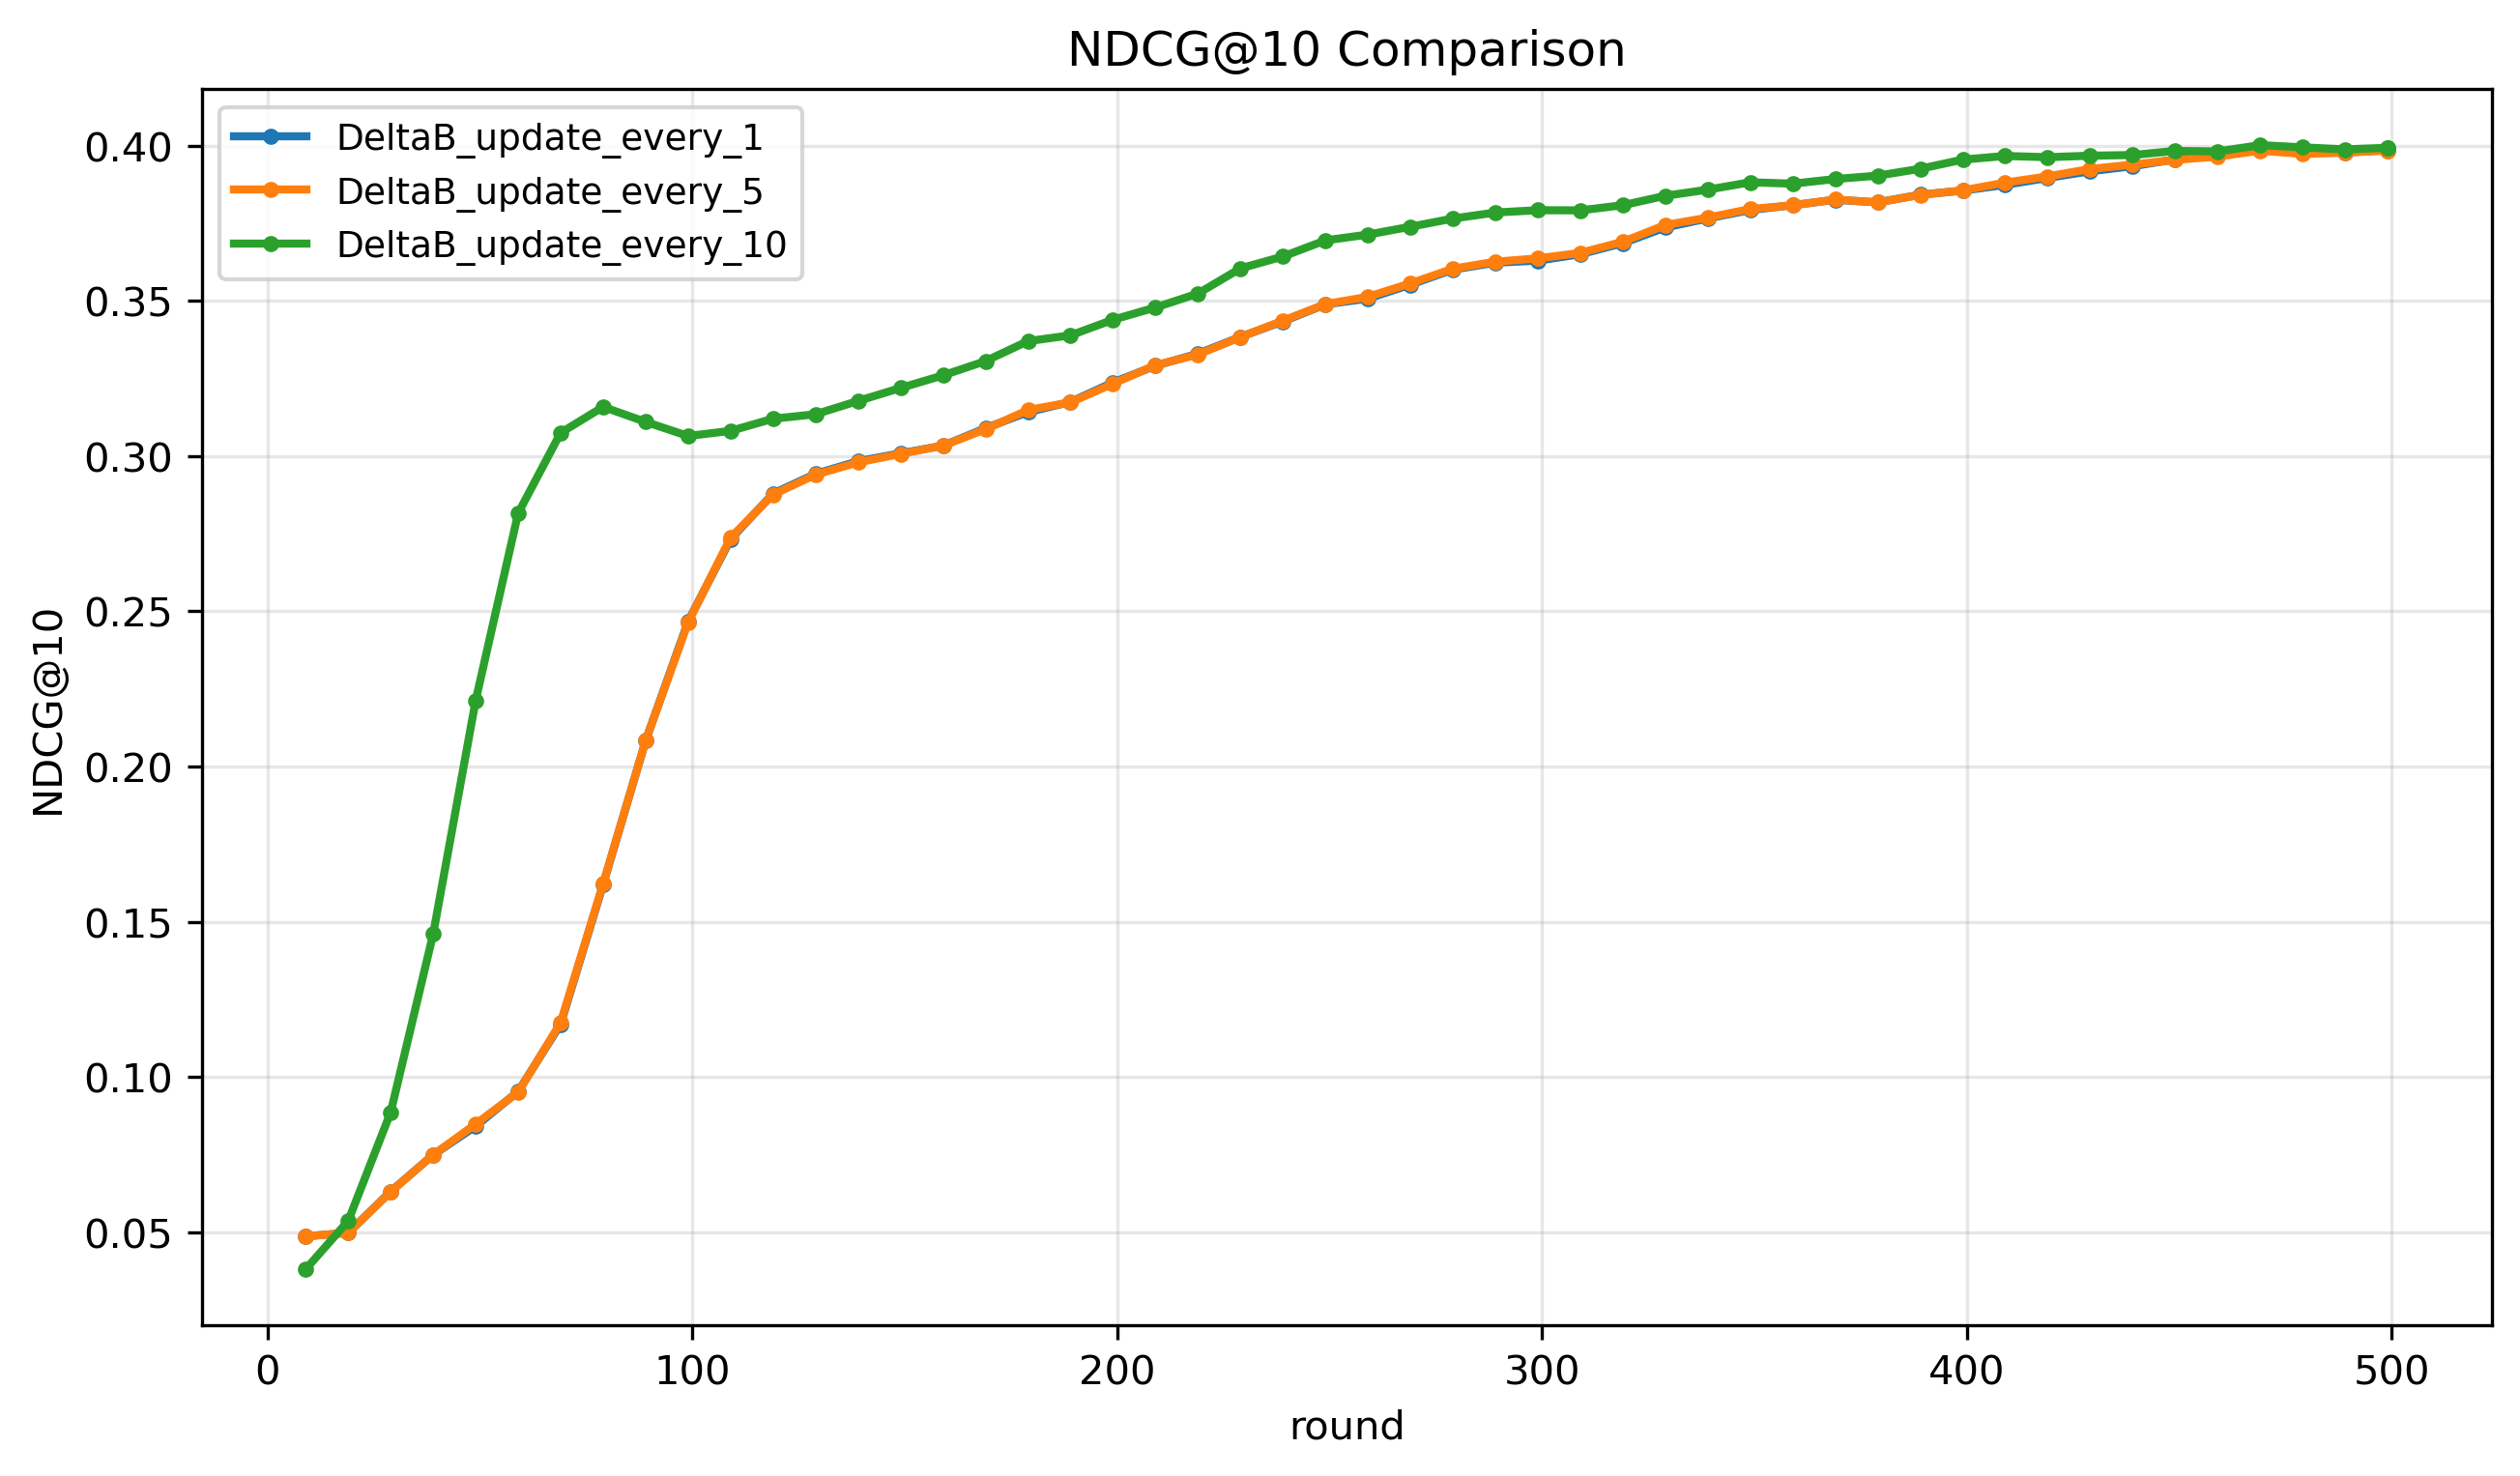 NDCG@10 Comparison
DeltaB_update_every_1
DeltaB_update_every_5
DeltaB_update_every_10
NDCG@10
0.40
0.35
0.30
0.25
0.20
0.15
0.10
0.05
0 100 200 300 400 500
round